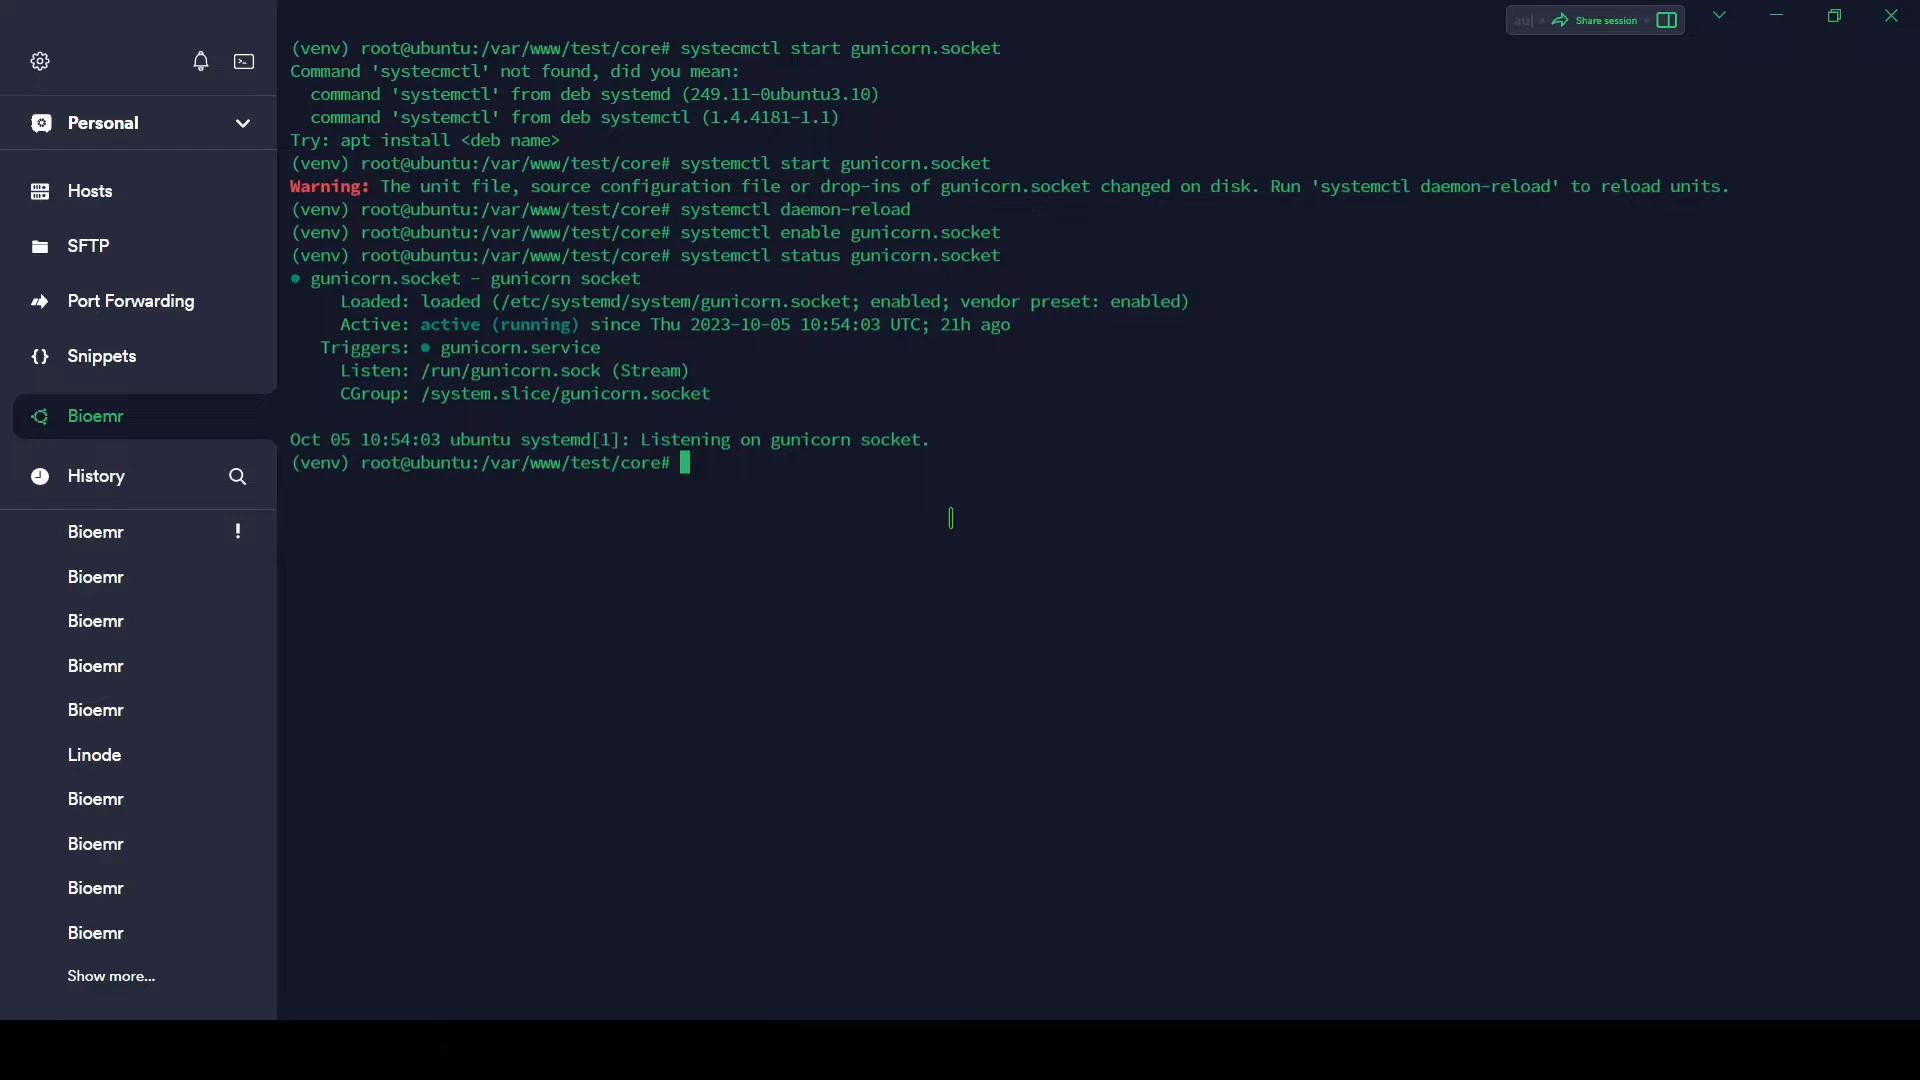 Share session
Personal
Hosts
SFTP
Port Forwarding
Snippets
Bioemr
History
Bioemr
!
Bioemr
Bioemr
Bioemr
Bioemr
Linode
Bioemr
Bioemr
Bioemr
Bioemr
Show more...
(venv) root@ubuntu:/var/www/test/core# systecmctl start gunicorn.socket
Command 'systecmctl' not found, did you mean:
  command 'systemctl' from deb systemd (249.11-0ubuntu3.10)
  command 'systemctl' from deb systemctl (1.4.4181-1.1)
Try: apt install <deb name>
(venv) root@ubuntu:/var/www/test/core# systemctl start gunicorn.socket
Warning: The unit file, source configuration file or drop-ins of gunicorn.socket changed on disk. Run 'systemctl daemon-reload' to reload units.
(venv) root@ubuntu:/var/www/test/core# systemctl daemon-reload
(venv) root@ubuntu:/var/www/test/core# systemctl enable gunicorn.socket
(venv) root@ubuntu:/var/www/test/core# systemctl status gunicorn.socket
● gunicorn.socket - gunicorn socket
     Loaded: loaded (/etc/systemd/system/gunicorn.socket; enabled; vendor preset: enabled)
     Active: active (running) since Thu 2023-10-05 10:54:03 UTC; 21h ago
   Triggers: ● gunicorn.service
     Listen: /run/gunicorn.sock (Stream)
     CGroup: /system.slice/gunicorn.socket
Oct 05 10:54:03 ubuntu systemd[1]: Listening on gunicorn socket.
(venv) root@ubuntu:/var/www/test/core#